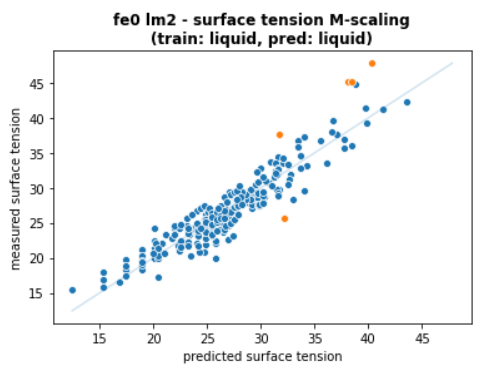 fe0 lm2 - surface tension M-scaling
(train: liquid, pred: liquid)
measured surface tension
45
40
35
30
25
20
15
15 20 25 30 35 40 45
predicted surface tension